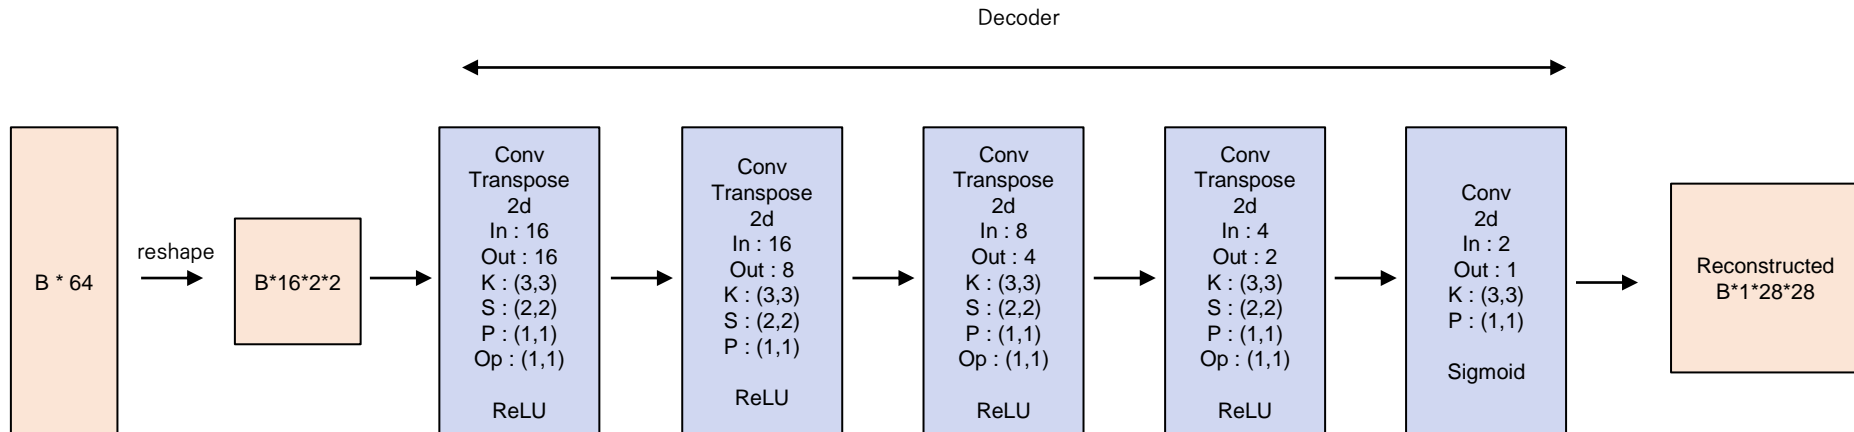 Decoder
B * 64
reshape
B*16*2*2
Conv
Transpose
2d
In : 16
Out : 16
K : (3,3)
S : (2,2)
P : (1,1)
Op : (1,1)
ReLU
Conv
Transpose
2d
In : 16
Out : 8
K : (3,3)
S : (2,2)
P : (1,1)
ReLU
Conv
Transpose
2d
In : 8
Out : 4
K : (3,3)
S : (2,2)
P : (1,1)
Op : (1,1)
ReLU
Conv
Transpose
2d
In : 4
Out : 2
K : (3,3)
S : (2,2)
P : (1,1)
Op : (1,1)
ReLU
Conv
2d
In : 2
Out : 1
K : (3,3)
P : (1,1)
Sigmoid
Reconstructed
B*1*28*28